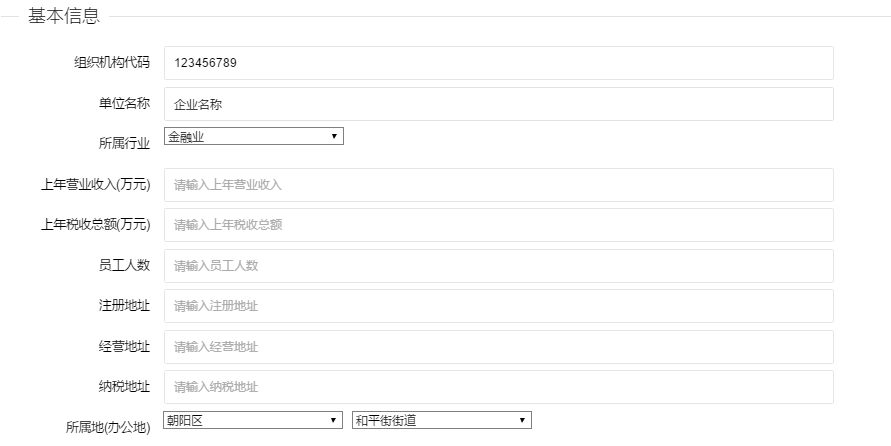 基本信息
组织机构代码 123456789
单位名称 企业名称
所属行业 金融业
上年营业收入(万元) 请输入上年营业收入
上年税收总额(万元) 请输入上年税收总额
员工人数 请输入员工人数
注册地址 请输入注册地址
经营地址 请输入经营地址
纳税地址 请输入纳税地址
所属地(办公地) 朝阳区 和平街街道